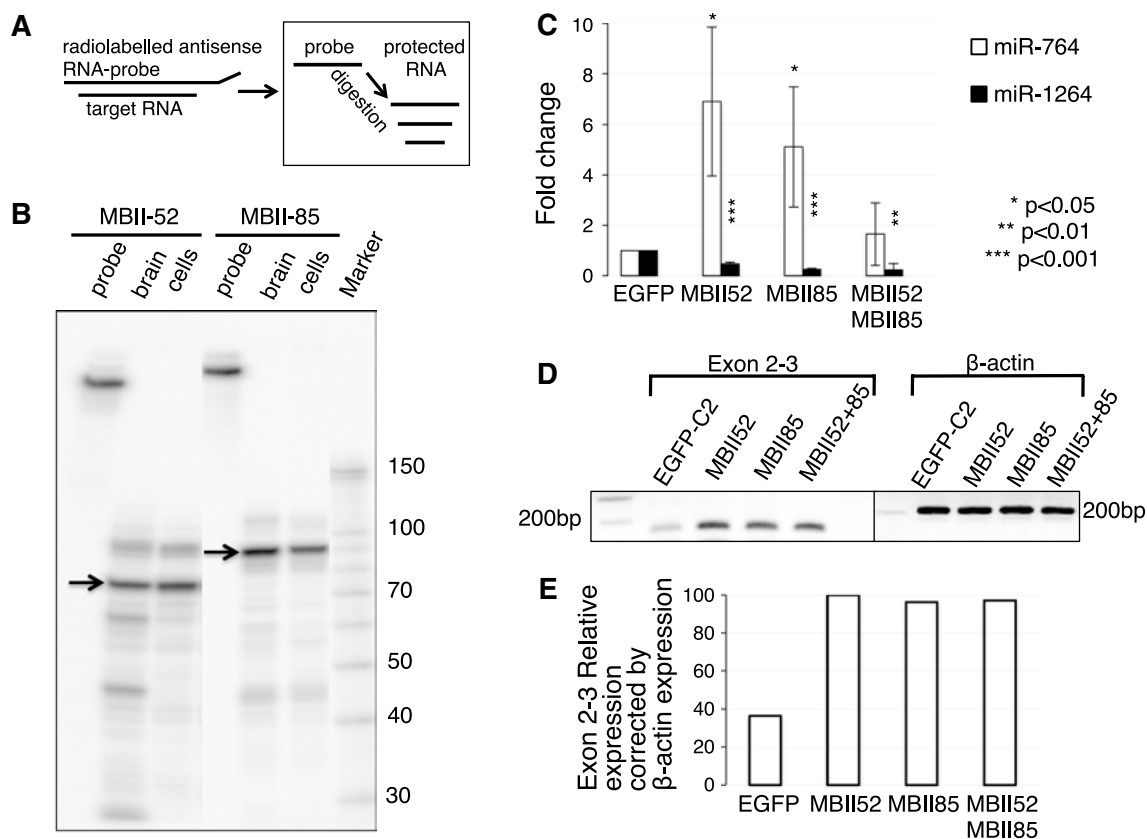 A
radiolabelled antisense
RNA-probe
target RNA
probe
digestion
protected
RNA
B
MBII-52
MBII-85
probe
brain
cells
probe
brain
cells
Marker
150
100
70
50
40
30
C
Fold change
10
8
6
4
2
0
*
***
*
***
**
EGFP
MBII52
MBII85
MBII52
MBII85
miR-764
miR-1264
* p<0.05
** p<0.01
*** p<0.001
D
Exon 2-3
β-actin
EGFP-C2
MBII52
MBII85
MBII52+85
EGFP-C2
MBII52
MBII85
MBII52+85
200bp
200bp
E
Exon 2-3 Relative
expression
corrected by
β-actin expression
100
80
60
40
20
0
EGFP
MBII52
MBII85
MBII52
MBII85